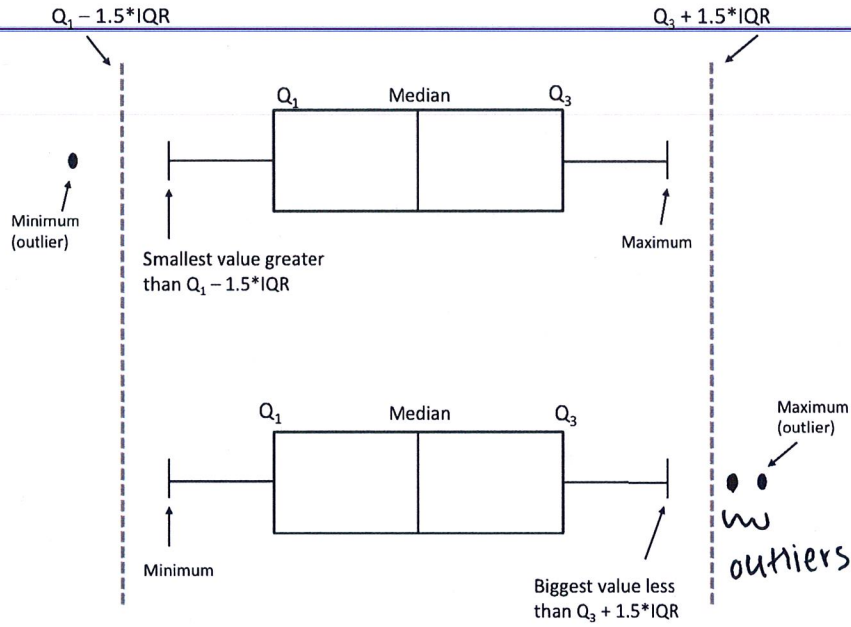 Q₁ – 1.5*IQR
Q₃ + 1.5*IQR
Q₁
Median
Q₃
Minimum
(outlier)
Smallest value greater
than Q₁ – 1.5*IQR
Maximum
Q₁
Median
Q₃
Maximum
(outlier)
outliers
Minimum
Biggest value less
than Q₃ + 1.5*IQR